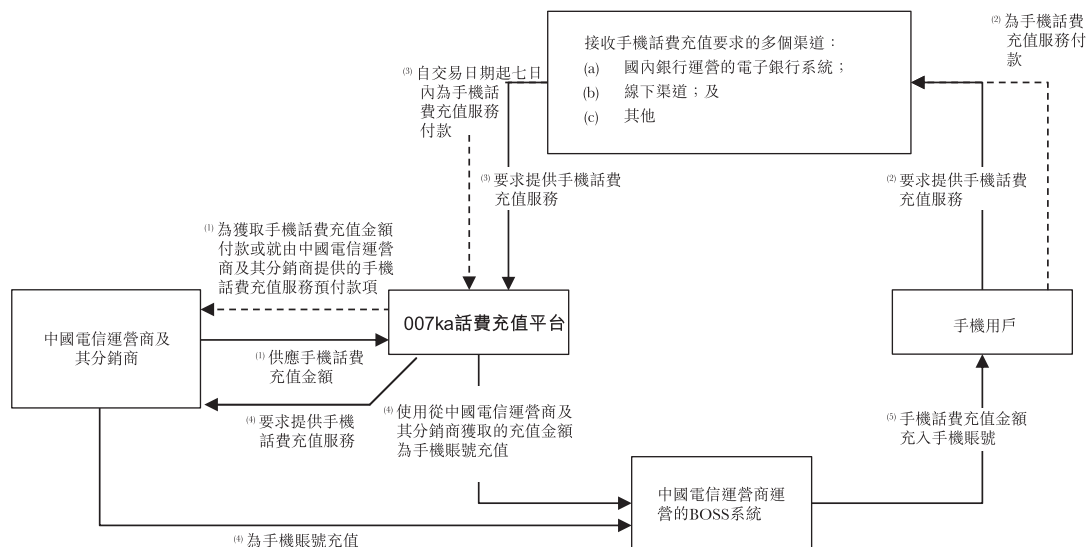 接收手機話費充值要求的多個渠道：
(a) 國內銀行運營的電子銀行系統；
(b) 線下渠道；及
(c) 其他
(2) 為手機話費
充值服務付
款
(3) 自交易日期起七日
內為手機話
費充值服務
付款
(3) 要求提供手機話費
充值服務
(2) 要求提供手機話費
充值服務
(1) 為獲取手機話費充值金額
付款或就由中國電信運營
商及其分銷商提供的手機
話費充值服務預付款項
中國電信運營商及
其分銷商
007ka話費充值平台
手機用戶
(1) 供應手機話費
充值金額
(4) 要求提供手機
話費充值服務
(4) 使用從中國電信運營商及
其分銷商獲取的充值金額
為手機賬號充值
(5) 手機話費充值金額
充入手機賬號
中國電信運營商運
營的BOSS系統
(4) 為手機賬號充值